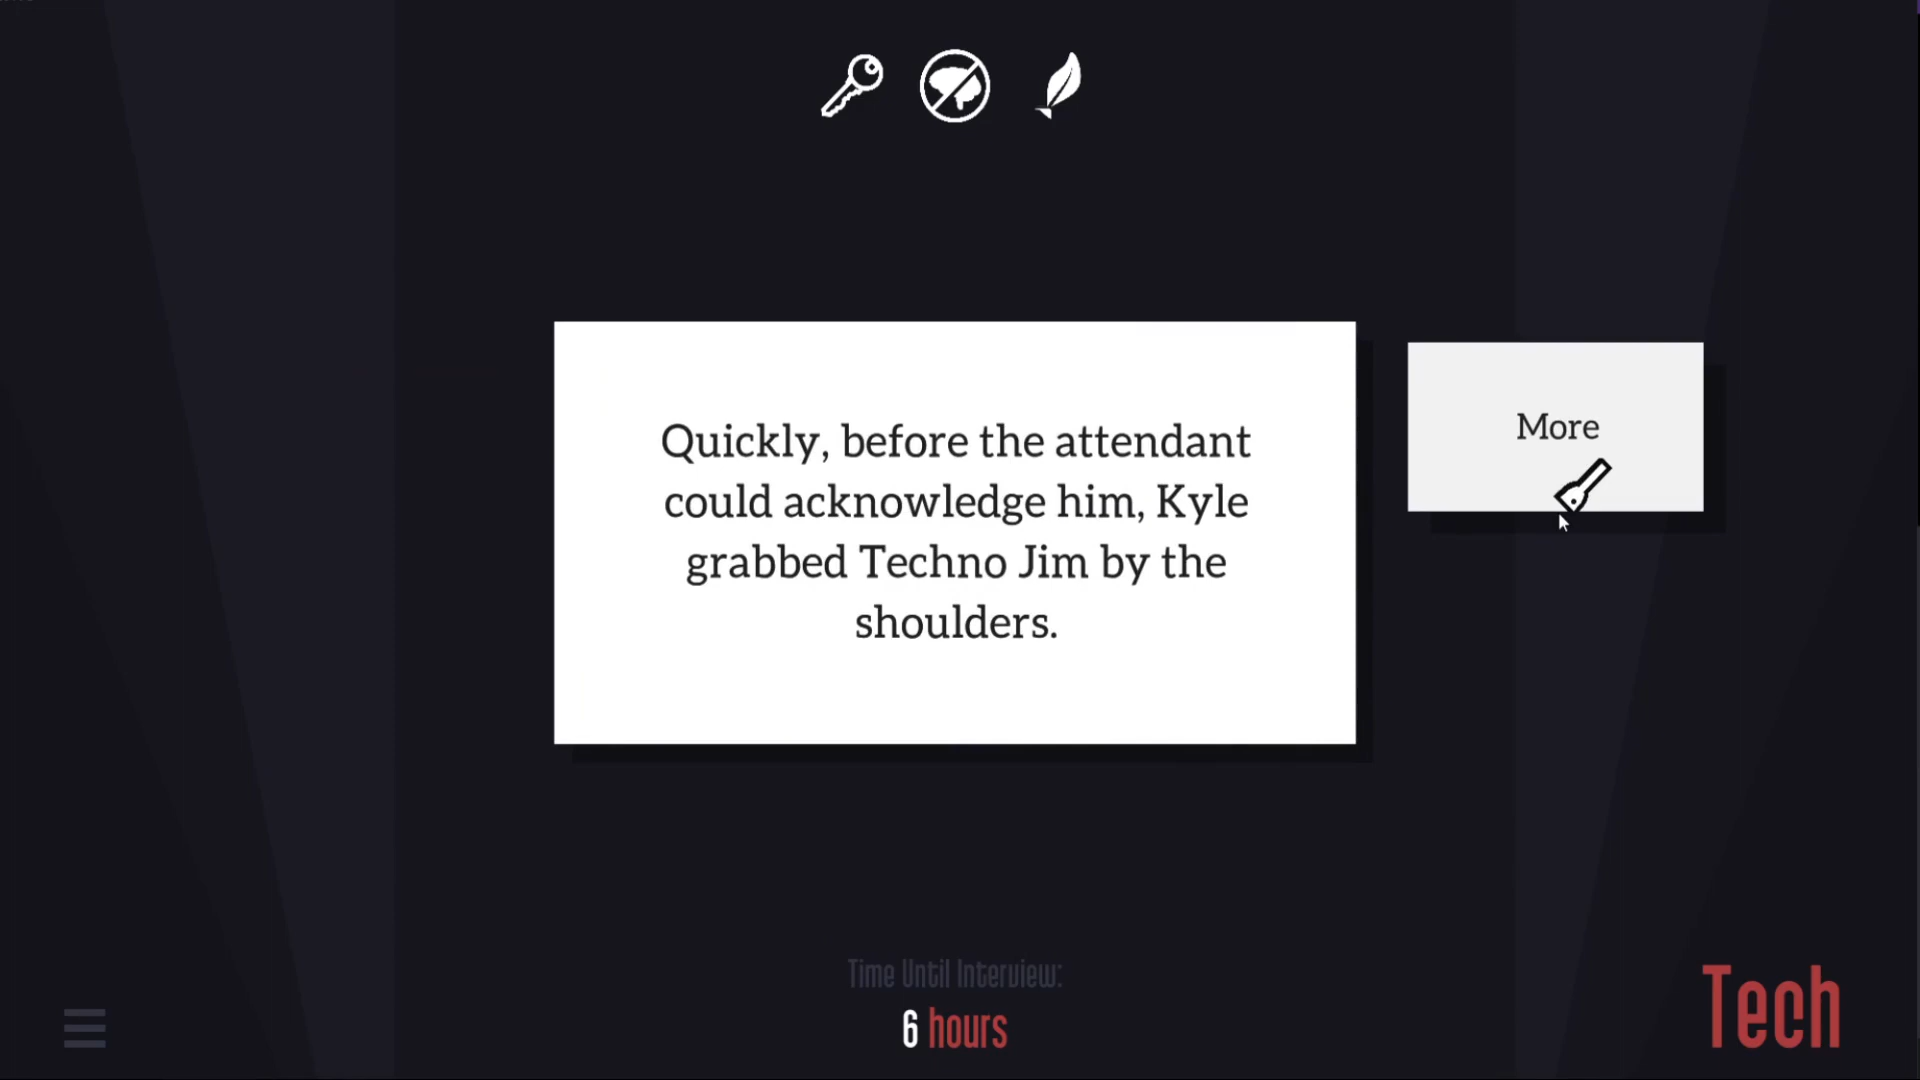 Quickly, before the attendant
could acknowledge him, Kyle
grabbed Techno Jim by the
shoulders.
More
Time Until Interview:
6 hours
Tech